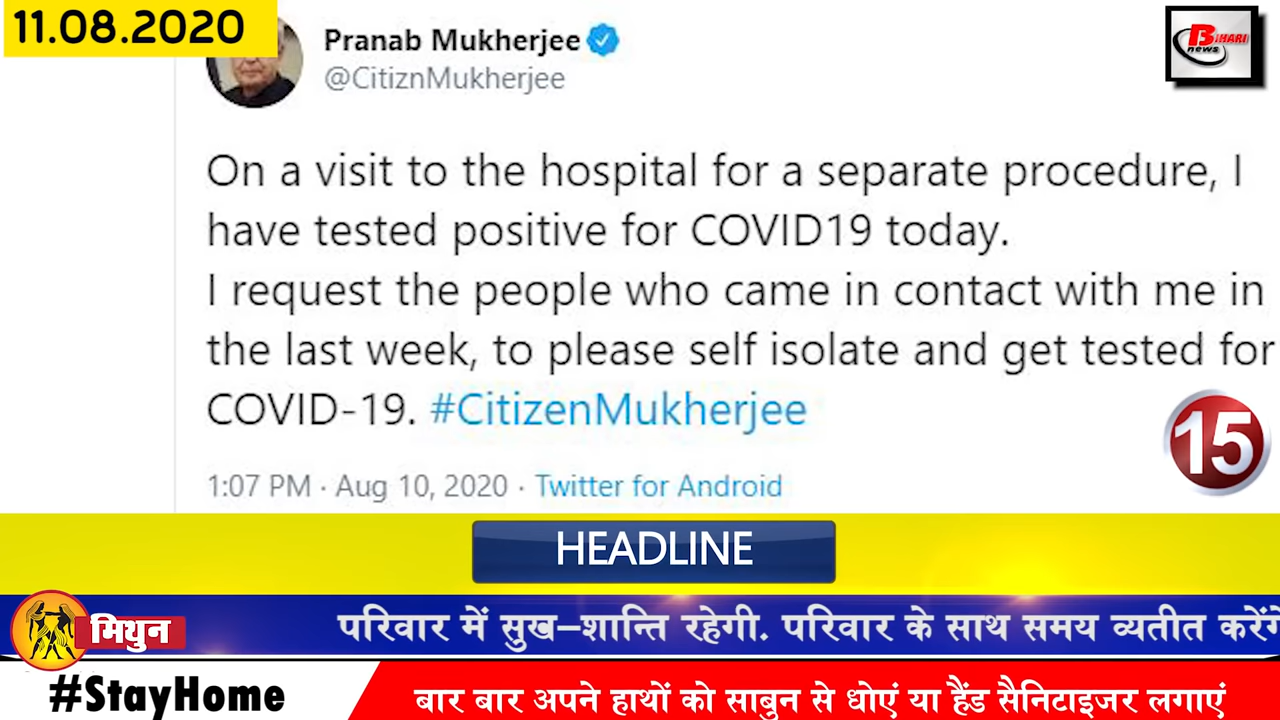 11.08.2020
Pranab Mukherjee
@CitiznMukherjee
BIHARI
news
On a visit to the hospital for a separate procedure, I
have tested positive for COVID19 today.
I request the people who came in contact with me in
the last week, to please self isolate and get tested for
COVID-19. #CitizenMukherjee
15
1:07 PM · Aug 10, 2020 · Twitter for Android
HEADLINE
मिथुन
परिवार में सुख-शान्ति रहेगी. परिवार के साथ समय व्यतीत करेंगे
#StayHome
बार बार अपने हाथों को साबुन से धोएं या हैंड सैनिटाइजर लगाएं